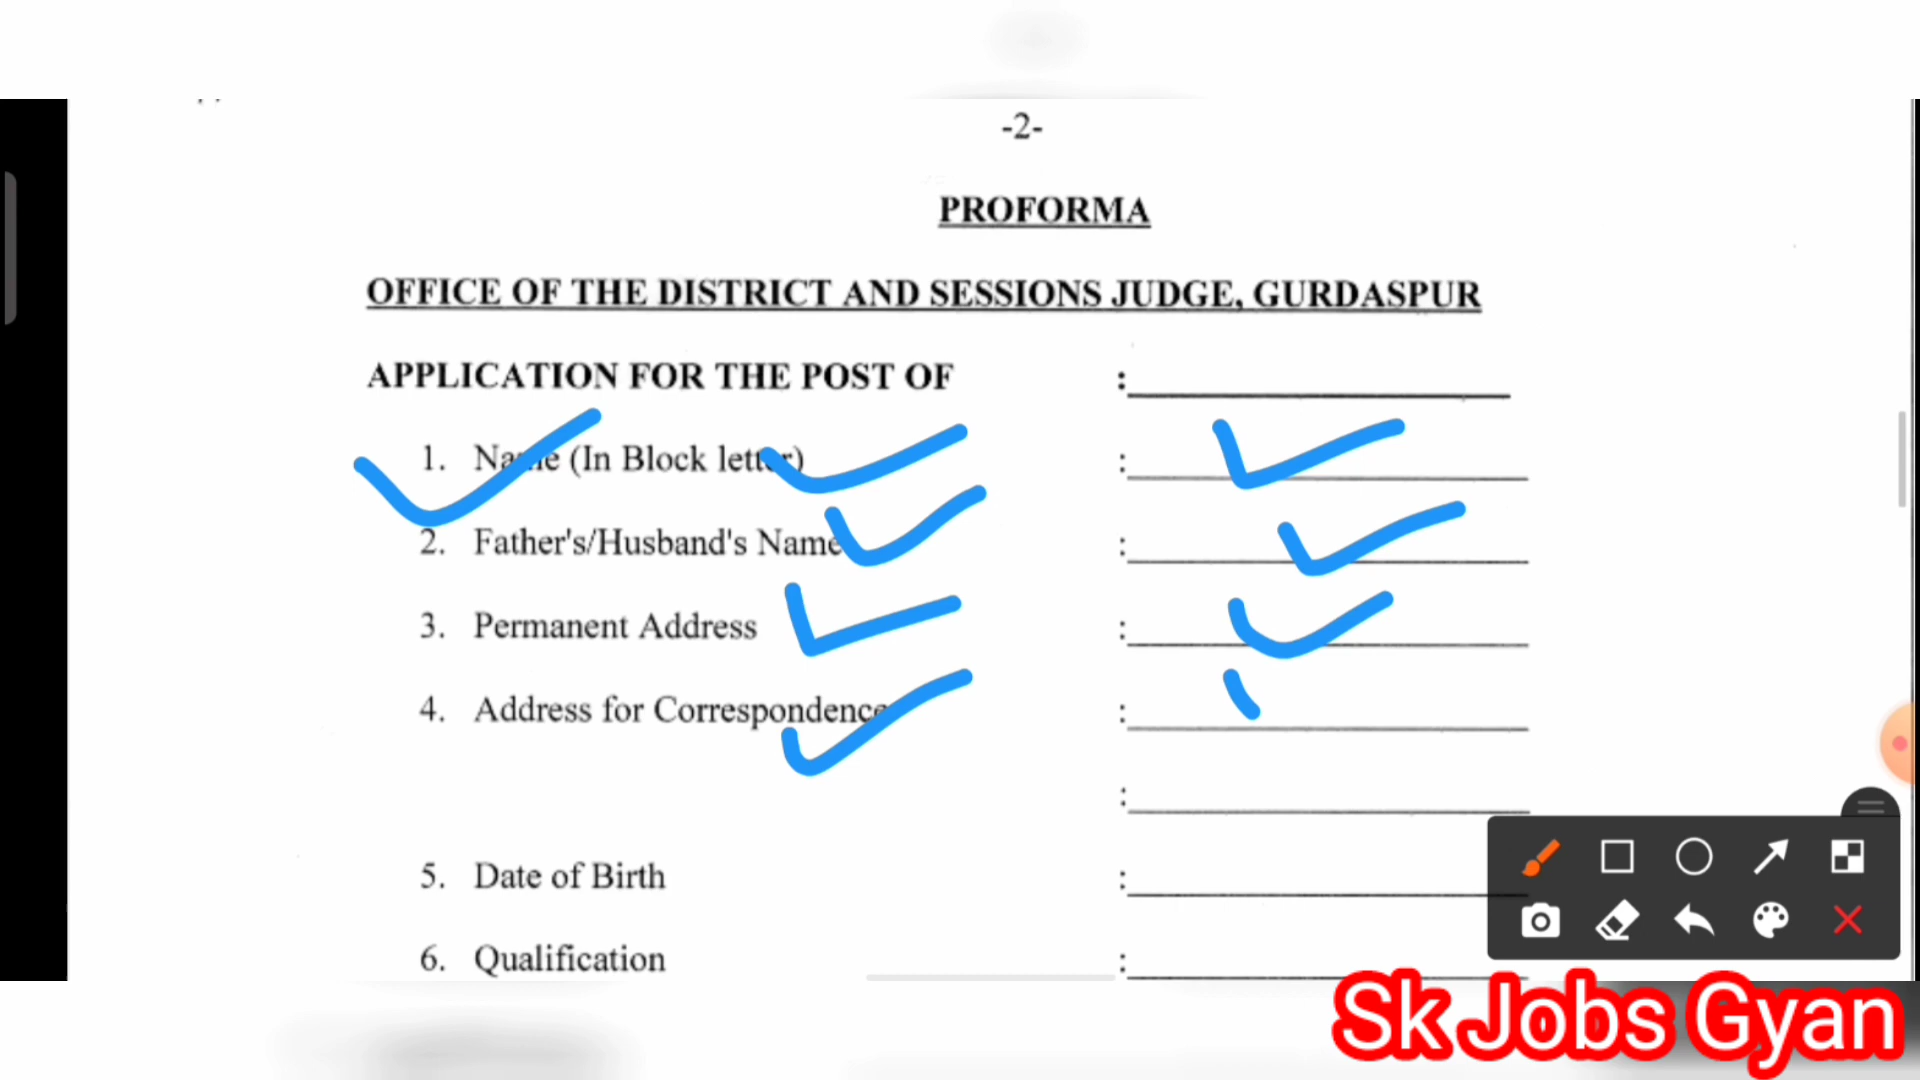 -2-
PROFORMA
OFFICE OF THE DISTRICT AND SESSIONS JUDGE, GURDASPUR
APPLICATION FOR THE POST OF :
1. Name (In Block letter) :
2. Father's/Husband's Name :
3. Permanent Address :
4. Address for Correspondence :
:
5. Date of Birth :
6. Qualification :
Sk Jobs Gyan